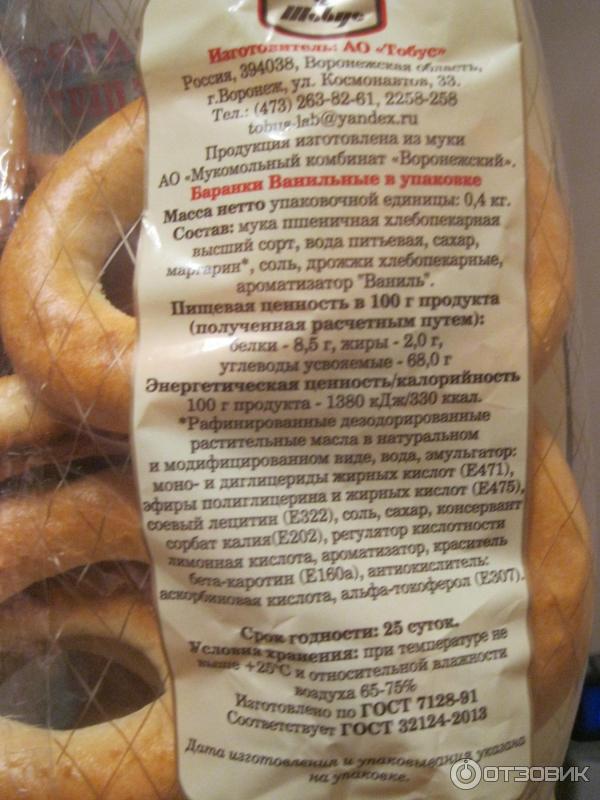 Тобус
Изготовитель: АО «Тобус»
Россия, 394038, Воронежская область,
г.Воронеж, ул. Космонавтов, 33.
Тел.: (473) 263-82-61, 2258-258
tobus-lab@yandex.ru
Продукция изготовлена из муки
АО «Мукомольный комбинат «Воронежский».
Баранки Ванильные в упаковке
Масса нетто упаковочной единицы: 0,4 кг.
Состав: мука пшеничная хлебопекарная
высший сорт, вода питьевая, сахар,
маргарин*, соль, дрожжи хлебопекарные,
ароматизатор "Ваниль".
Пищевая ценность в 100 г продукта
(полученная расчетным путем):
белки - 8,5 г, жиры - 2,0 г,
углеводы усвояемые - 68,0 г
Энергетическая ценность/калорийность
100 г продукта - 1380 кДж/330 ккал.
*Рафинированные дезодорированные
растительные масла в натуральном
и модифицированном виде, вода, эмульгатор:
моно- и диглицериды жирных кислот (Е471),
эфиры полиглицерина и жирных кислот (Е475),
соевый лецитин (Е322), соль, сахар, консервант
сорбат калия(Е202), регулятор кислотности
лимонная кислота, ароматизатор, краситель
бета-каротин (Е160а), антиокислитель:
аскорбиновая кислота, альфа-токоферол (Е307).
Срок годности: 25 суток.
Условия хранения: при температуре не
выше +25°С и относительной влажности
воздуха 65-75%
Изготовлено по ГОСТ 7128-91
Соответствует ГОСТ 32124-2013
Дата изготовления и упаковывания указана
на упаковке.
ОТЗОВИК